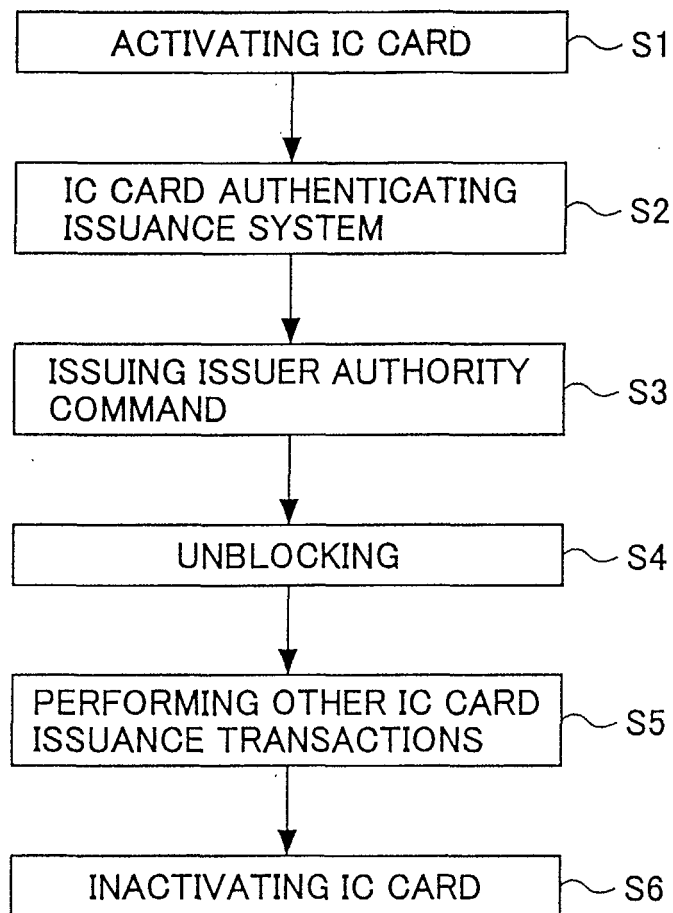 ACTIVATING IC CARD
S1
IC CARD AUTHENTICATING
ISSUANCE SYSTEM
S2
ISSUING ISSUER AUTHORITY
COMMAND
S3
UNBLOCKING
S4
PERFORMING OTHER IC CARD
ISSUANCE TRANSACTIONS
S5
INACTIVATING IC CARD
S6